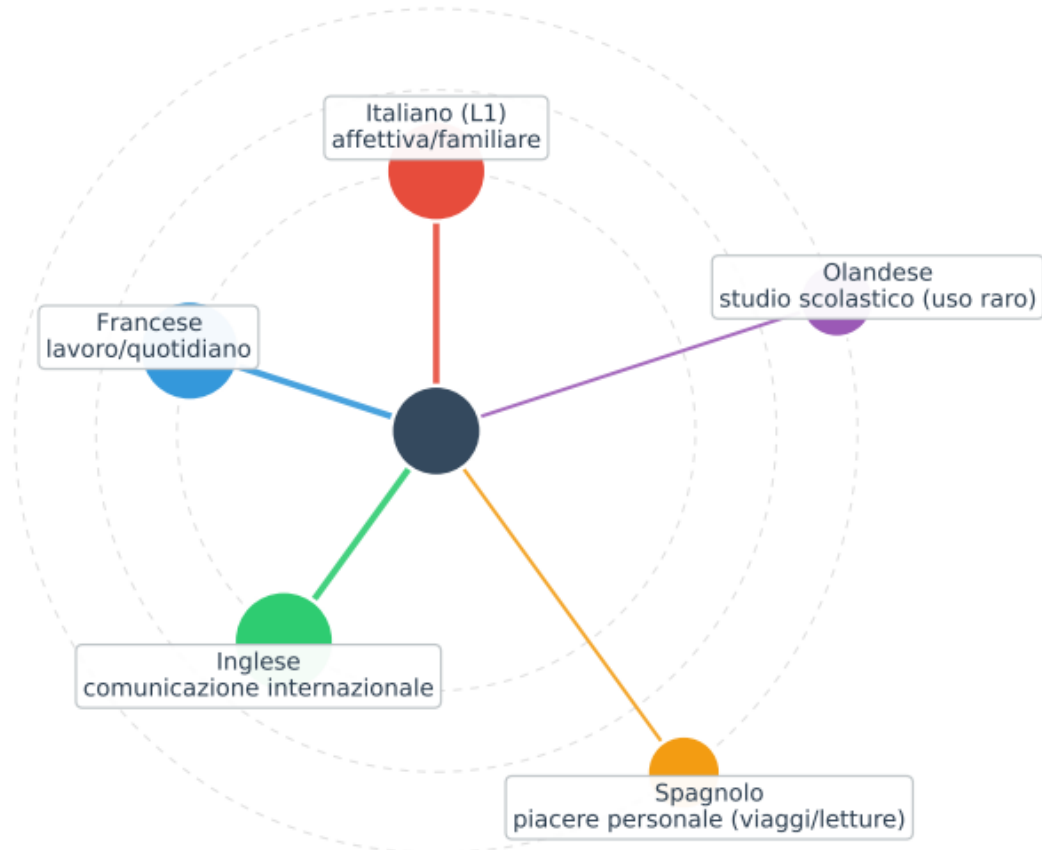 Italiano (L1)
affettiva/familiare
Olandese
studio scolastico (uso raro)
Francese
lavoro/quotidiano
Inglese
comunicazione internazionale
Spagnolo
piacere personale (viaggi/letture)